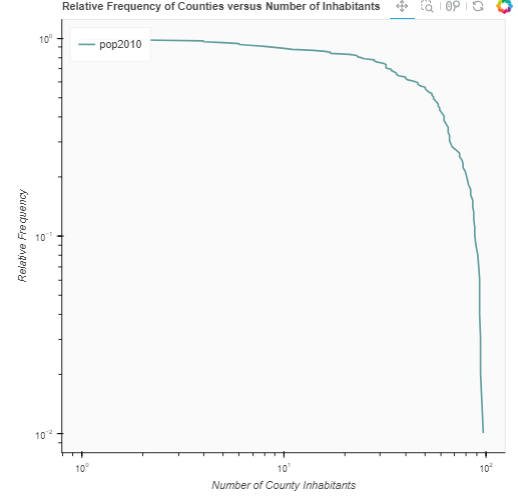 Relative Frequency of Counties versus Number of Inhabitants
pop2010
10⁰
10⁻¹
10⁻²
Relative Frequency
10⁰ 10¹ 10²
Number of County Inhabitants